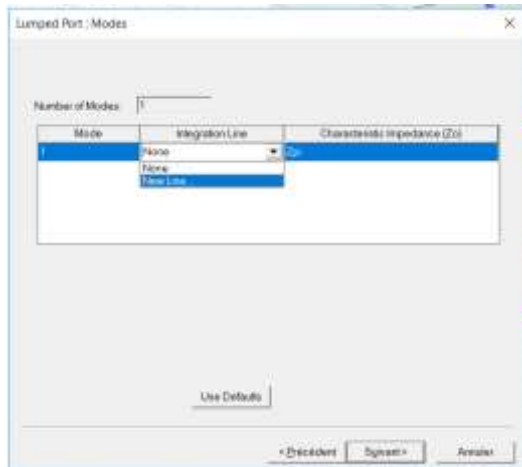 Lumped Port : Modes
Number of Modes: 1
Mode Integration Line Characteristic Impedance (Zo)
1 None Zpi
None
New Line...
Use Defaults
< Précédent Suivant > Annuler